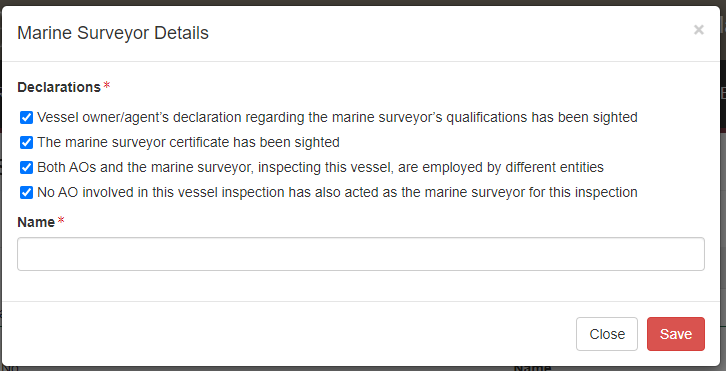 Marine Surveyor Details
×
Declarations *
Vessel owner/agent’s declaration regarding the marine surveyor’s qualifications has been sighted
The marine surveyor certificate has been sighted
Both AOs and the marine surveyor, inspecting this vessel, are employed by different entities
No AO involved in this vessel inspection has also acted as the marine surveyor for this inspection
Name *
Close
Save
No
Name